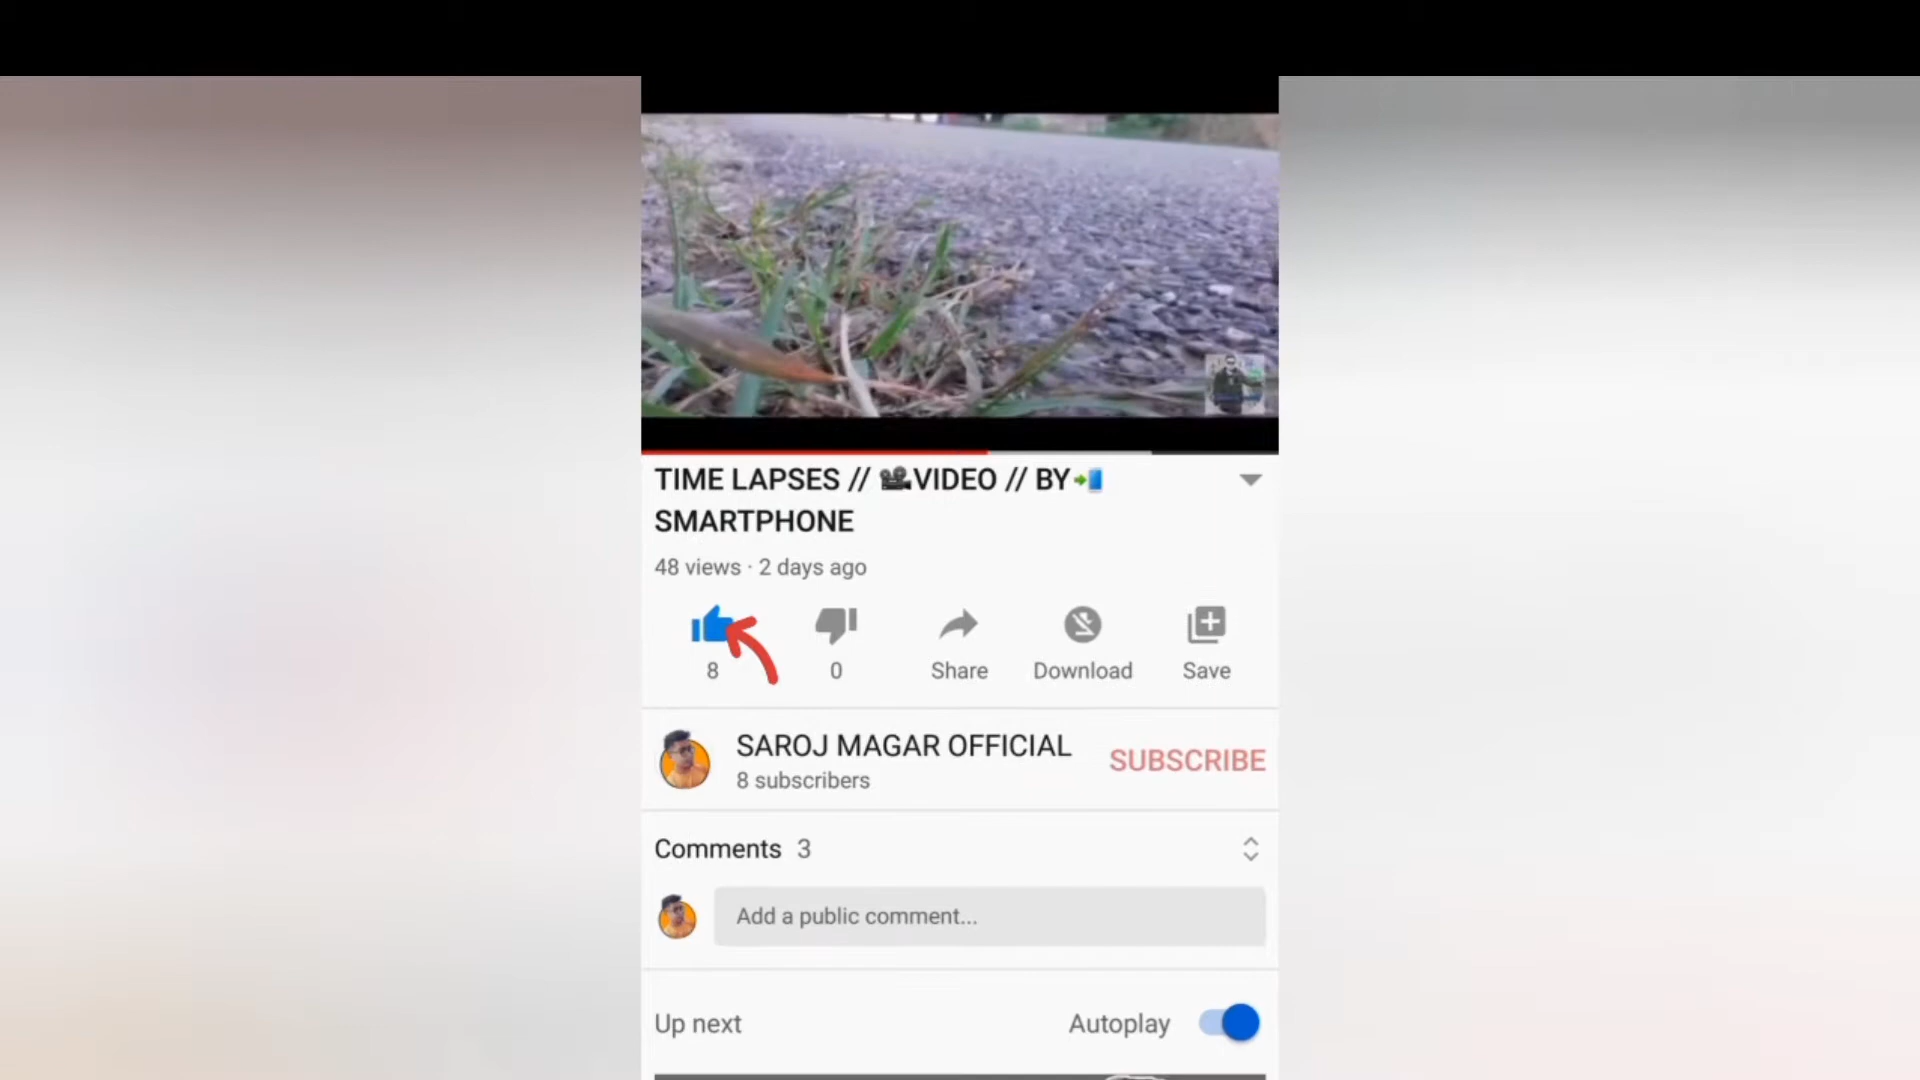 TIME LAPSES // 🎥VIDEO // BY📲
SMARTPHONE
48 views · 2 days ago
8
0
Share
Download
Save
SAROJ MAGAR OFFICIAL
8 subscribers
SUBSCRIBE
Comments 3
Add a public comment...
Up next
Autoplay